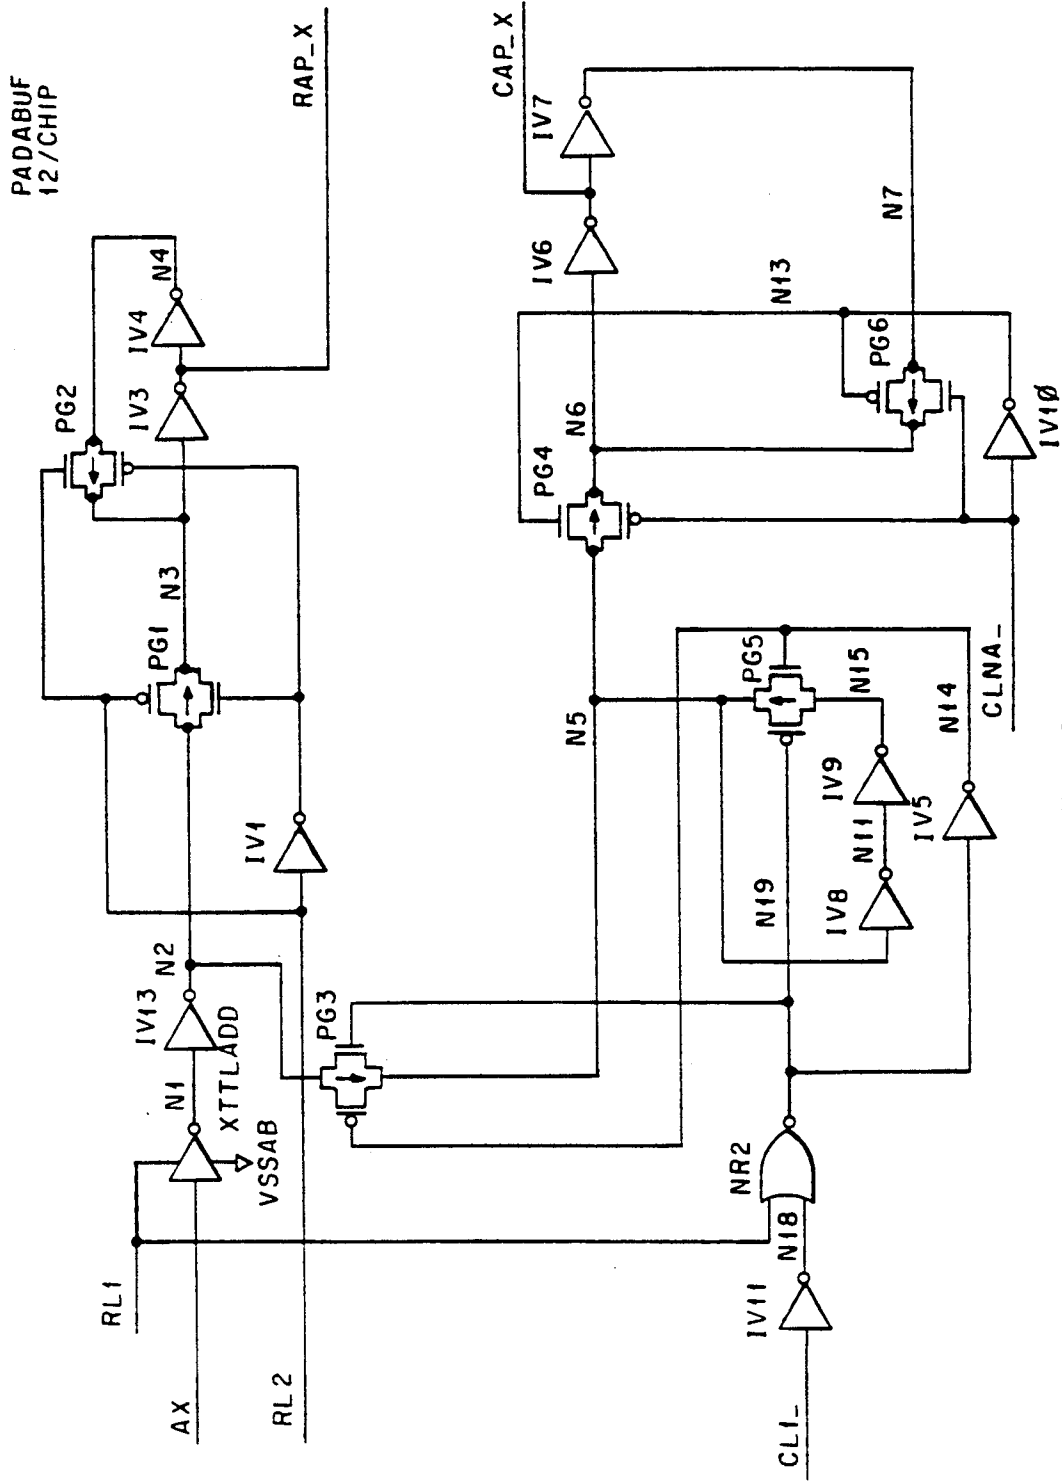 PADABUF
12/CHIP
RAP_X
CAP_X
PG2
N4
IV4
IV3
N3
PG1
IV1
N2
IV13
XTTLADD
N1
VSSAB
RL1
AX
RL2
PG3
IV7
IV6
N7
N13
PG6
N6
PG4
IV10
N5
PG5
N15
N14
CLNA_
IV9
N11
IV5
IV8
N19
NR2
N18
IV11
CL1_